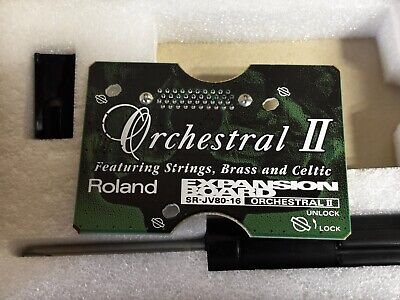 Orchestral II
Featuring Strings, Brass and Celtic
Roland EXPANSION BOARD
SR-JV80-16 ORCHESTRAL II
UNLOCK
LOCK